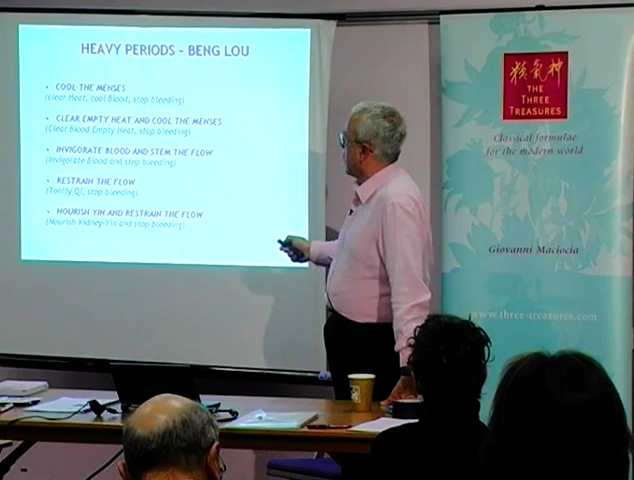 HEAVY PERIODS - BENG LOU
• COOL THE MENSES
(Clear Heat, cool Blood, stop bleeding)
• CLEAR EMPTY HEAT AND COOL THE MENSES
(Clear Blood Empty Heat, stop bleeding)
• INVIGORATE BLOOD AND STEM THE FLOW
(Invigorate Blood and stop bleeding)
• RESTRAIN THE FLOW
(Tonify Qi, stop bleeding)
• NOURISH YIN AND RESTRAIN THE FLOW
(Nourish Kidney-Yin and stop bleeding)
精氣神
THE
THREE
TREASURES
Classical formulae
for the modern world
Giovanni Maciocia
www.three-treasures.com